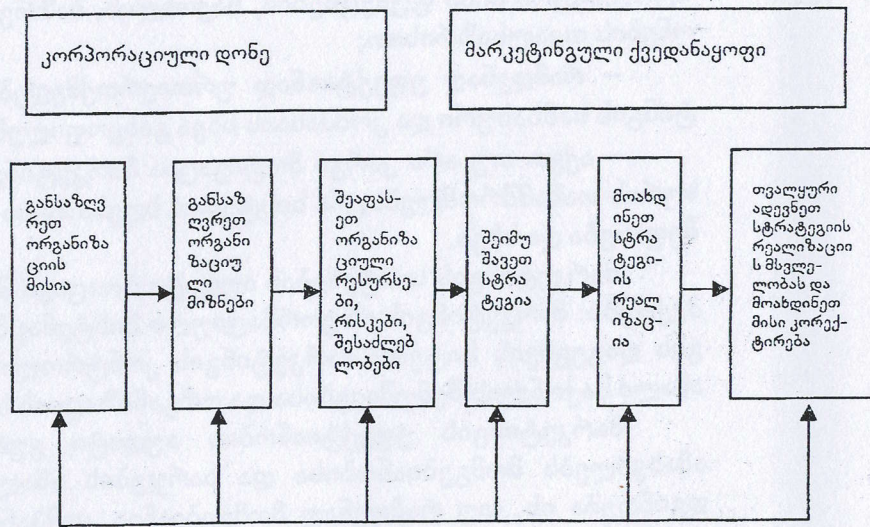 კორპორაციული დონე
მარკეტინგული ქვედანაყოფი
განსაზღვ
რეთ
ორგანიზა
ციის
მისია
განსაზ
ღვრეთ
ორგანი
ზაციუ
ლი
მიზნები
შეაფას-
ეთ
ორგანიზა
ციული
რესურსე-
ბი,
რისკები,
შესაძლებ
ლობები
შეიმუ
შავეთ
სტრა
ტეგია
მოახდ
ინეთ
სტრა
ტეგი-
ის
რეალ
იზაც-
ია
თვალყური
ადევნეთ
სტრატეგიის
რეალიზაციი
ს მსვლე-
ლობას და
მოახდინეთ
მისი კორექ-
ტირება